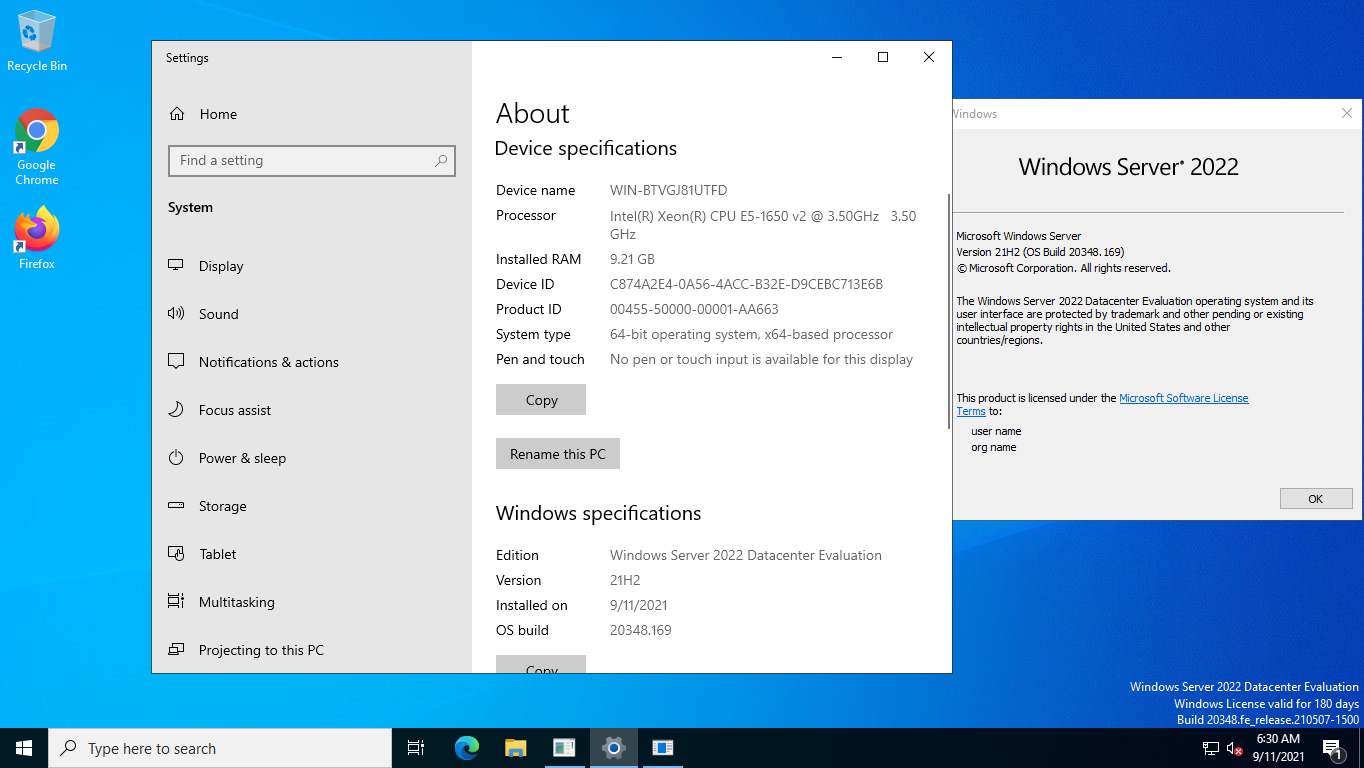 Recycle Bin
Google
Chrome
Firefox
Settings
Home
Find a setting
System
Display
Sound
Notifications & actions
Focus assist
Power & sleep
Storage
Tablet
Multitasking
Projecting to this PC
About
Device specifications
Device name WIN-BTVGJ81UTFD
Processor Intel(R) Xeon(R) CPU E5-1650 v2 @ 3.50GHz 3.50
GHz
Installed RAM 9.21 GB
Device ID C874A2E4-0A56-4ACC-B32E-D9CEBC713E6B
Product ID 00455-50000-00001-AA663
System type 64-bit operating system, x64-based processor
Pen and touch No pen or touch input is available for this display
Copy
Rename this PC
Windows specifications
Edition Windows Server 2022 Datacenter Evaluation
Version 21H2
Installed on 9/11/2021
OS build 20348.169
Copy
Windows
Windows Server 2022
Microsoft Windows Server
Version 21H2 (OS Build 20348.169)
© Microsoft Corporation. All rights reserved.
The Windows Server 2022 Datacenter Evaluation operating system and its
user interface are protected by trademark and other pending or existing
intellectual property rights in the United States and other
countries/regions.
This product is licensed under the Microsoft Software License
Terms to:
user name
org name
OK
Windows Server 2022 Datacenter Evaluation
Windows License valid for 180 days
Build 20348.fe_release.210507-1500
Type here to search
6:30 AM
9/11/2021
1